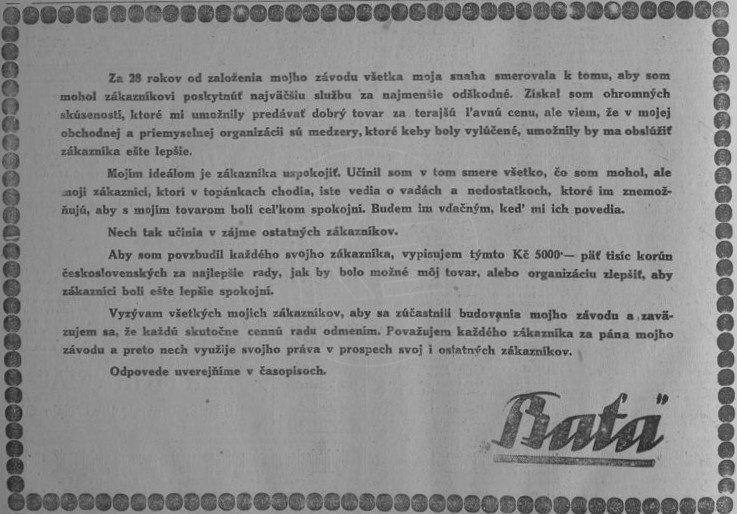 Za 28 rokov od založenia mojho závodu všetka moja snaha smerovala k tomu, aby som
mohol zákazníkovi poskytnúť najväčšiu službu za najmenšie odškodné. Získal som ohromných
skúseností, ktoré mi umožnily predávať dobrý tovar za terajšú ľavnú cenu, ale viem, že v mojej
obchodnej a priemyselnej organizácii sú medzery, ktoré keby boly vylúčené, umožnily by ma obslúžiť
zákazníka ešte lepšie.
Mojím ideálom je zákazníka uspokojiť. Učinil som v tom smere všetko, čo som mohol, ale
moji zákazníci, ktorí v topánkach chodia, iste vedia o vadách a nedostatkoch, ktoré im znemož-
ňujú, aby s mojím tovarom boli celkom spokojní. Budem im vďačným, keď mi ich povedia.
Nech tak učinia v zájme ostatných zákazníkov.
Aby som povzbudil každého svojho zákazníka, vypisujem týmto Kč 5000·— päť tisíc korún
československých za najlepšie rady, jak by bolo možné môj tovar, alebo organizáciu zlepšiť, aby
zákazníci boli ešte lepšie spokojní.
Vyzývam všetkých mojich zákazníkov, aby sa zúčastnili budovania mojho závodu a zavä-
zujem sa, že každú skutočne cennú radu odmením. Považujem každého zákazníka za pána mojho
závodu a preto nech využije svojho práva v prospech svoj i ostatných zákazníkov.
Odpovede uverejňíme v časopisoch.
Baťa